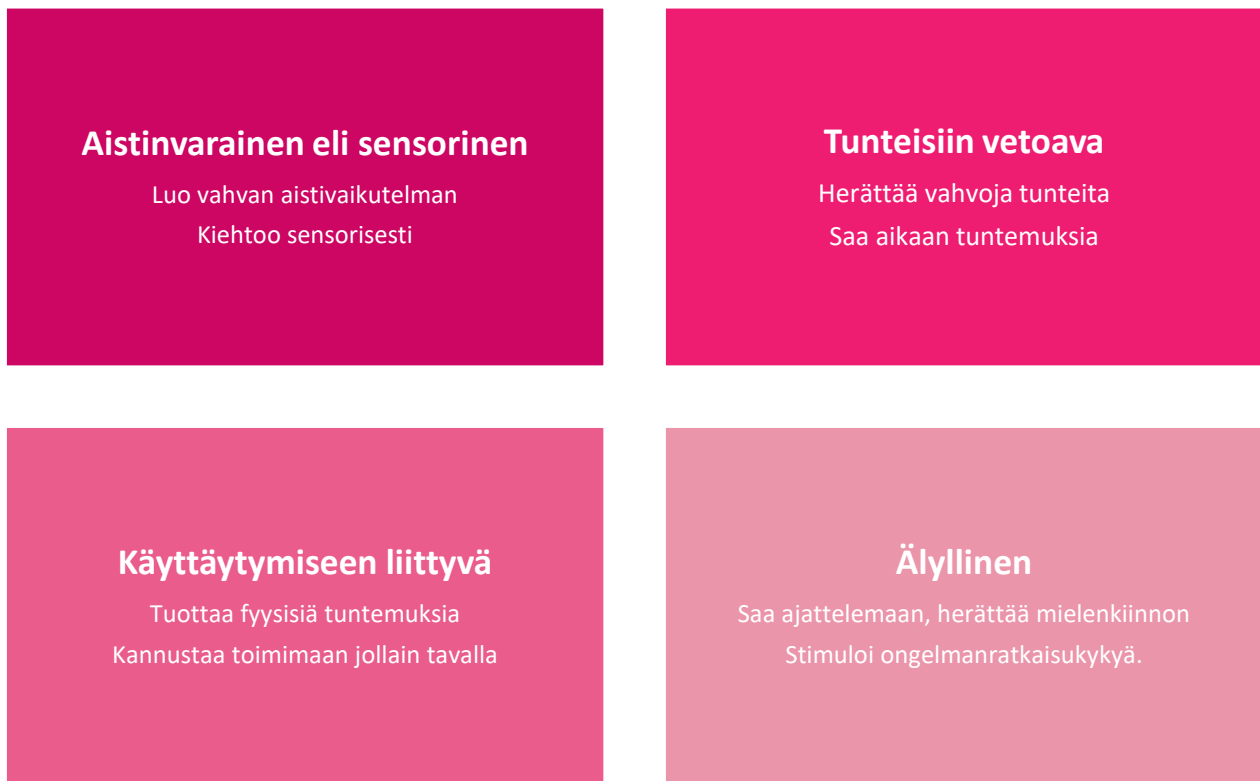 Aistinvarainen eli sensorinen
Luo vahvan aistivaikutelman
Kiehtoo sensorisesti
Tunteisiin vetoava
Herättää vahvoja tunteita
Saa aikaan tuntemuksia
Käyttäytymiseen liittyvä
Tuottaa fyysisiä tuntemuksia
Kannustaa toimimaan jollain tavalla
Älyllinen
Saa ajattelemaan, herättää mielenkiinnon
Stimuloi ongelmanratkaisukykyä.